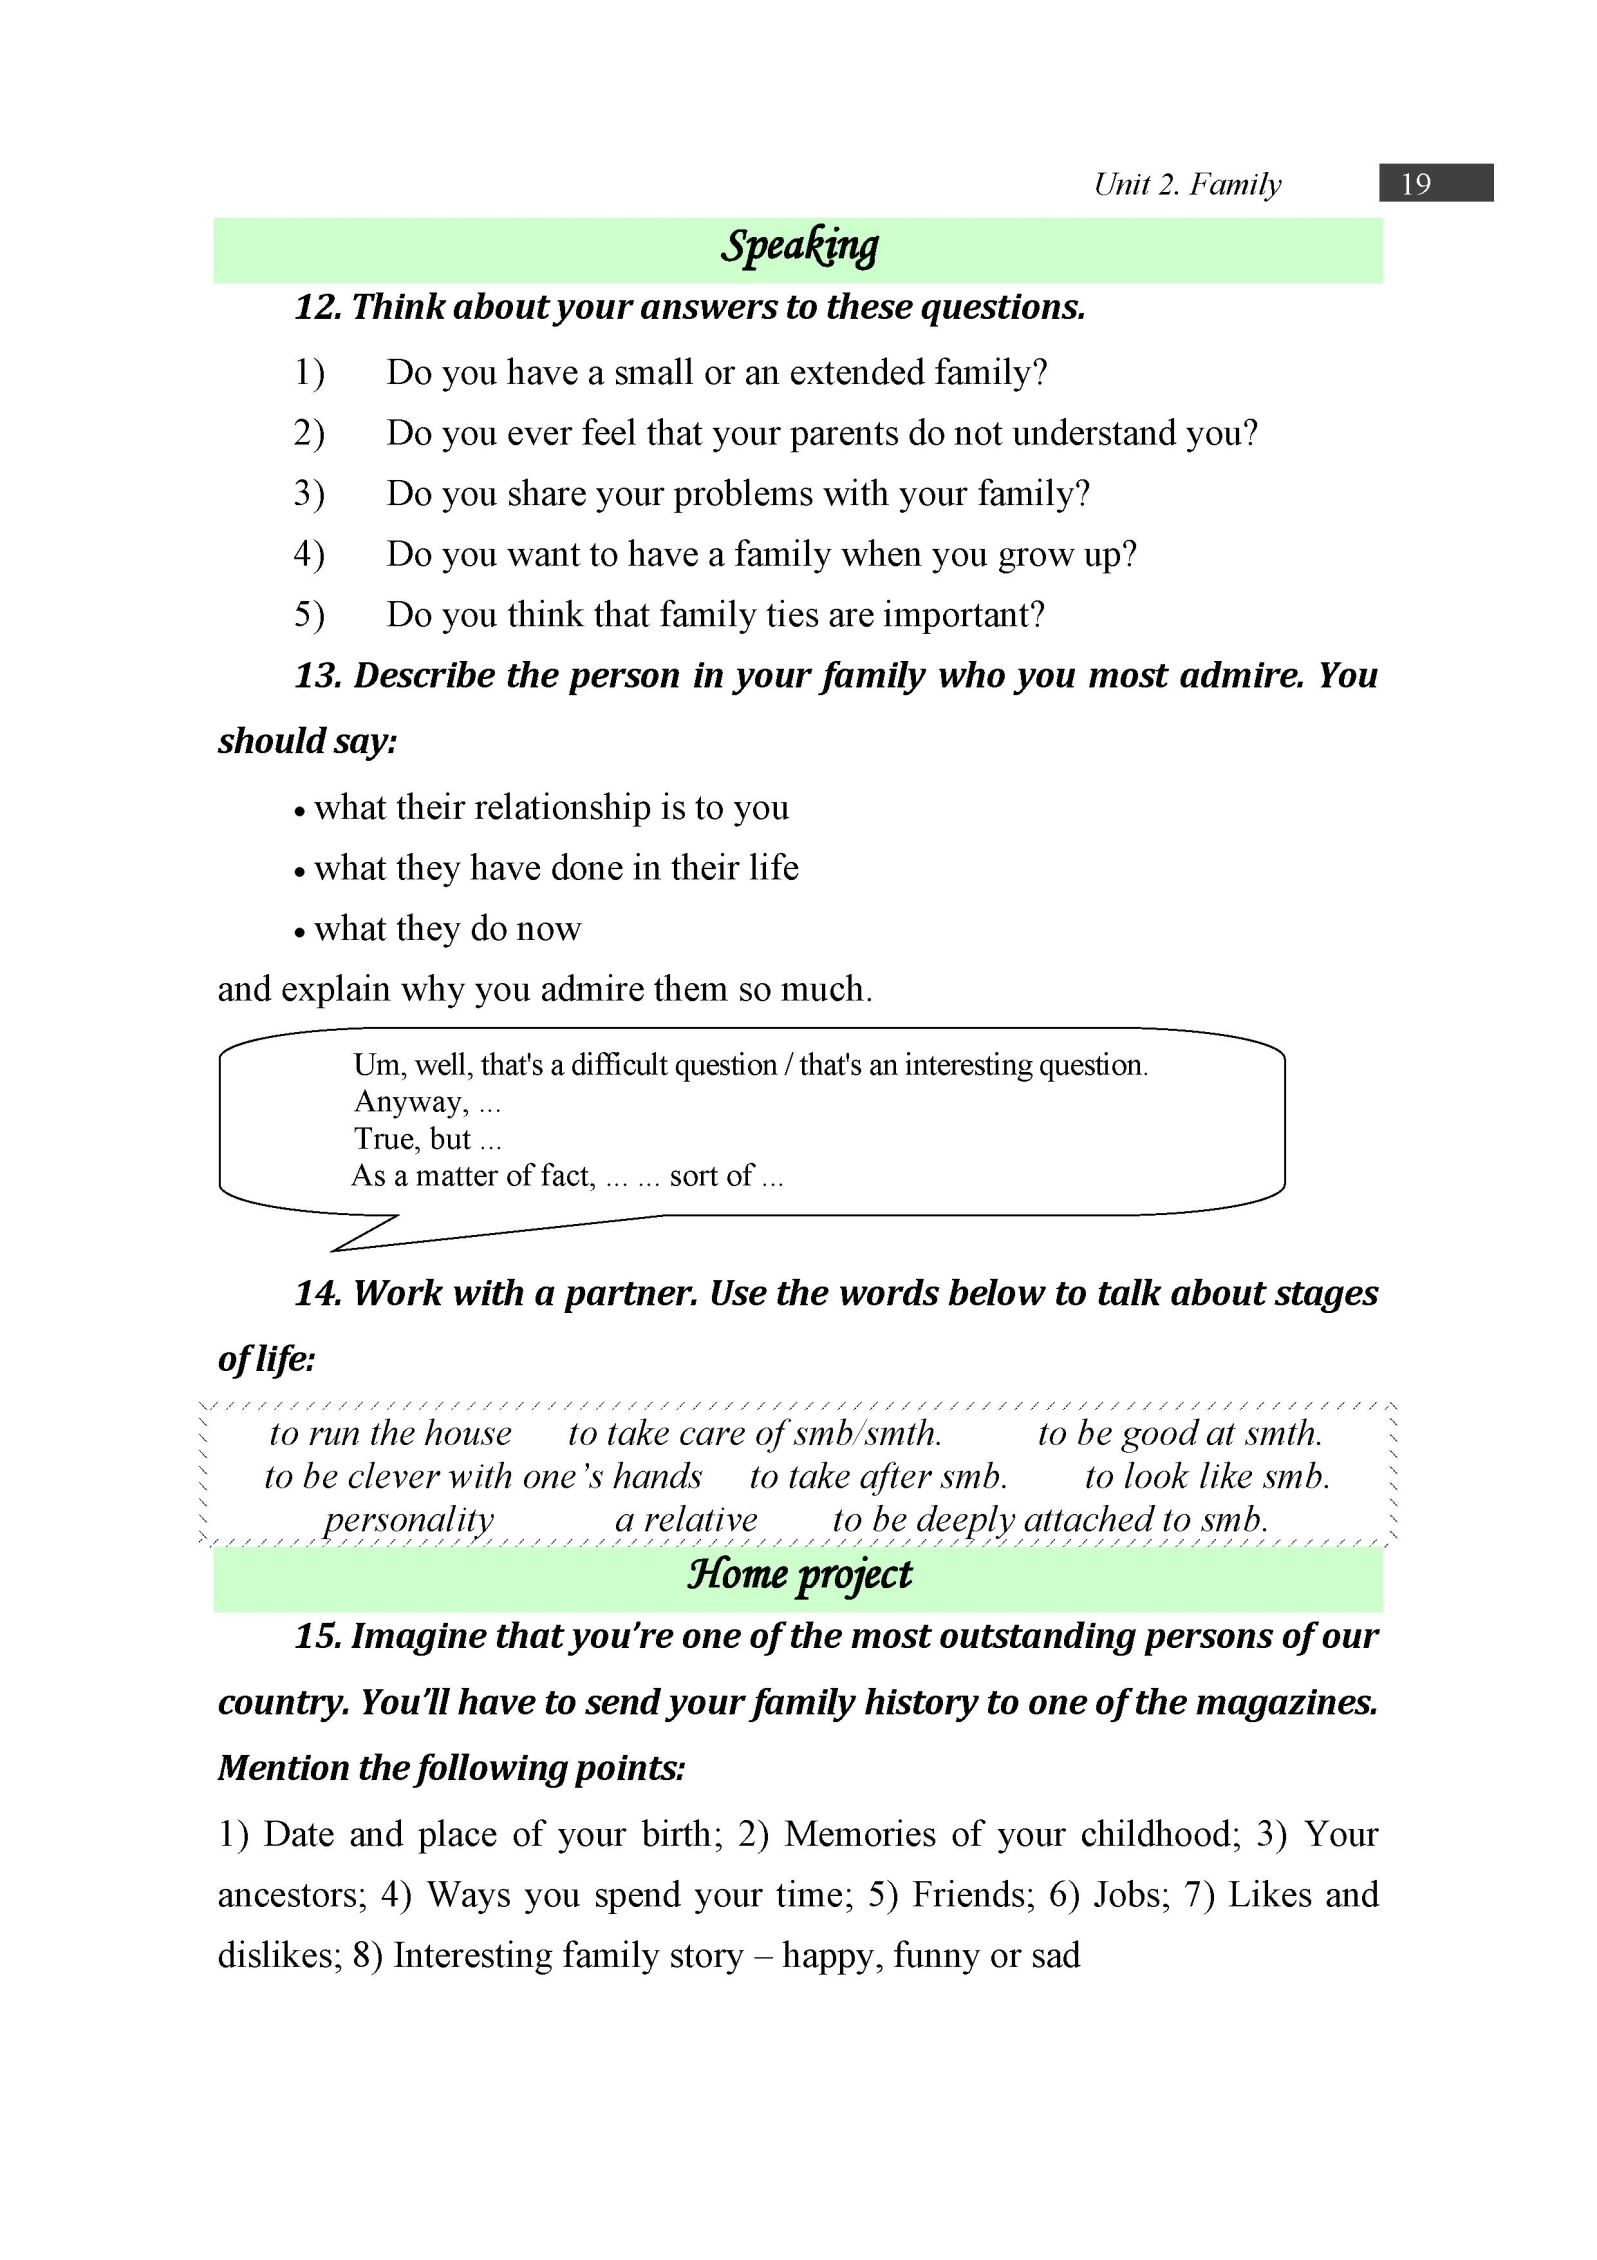 Unit 2. Family 19
Speaking
12. Think about your answers to these questions.
1) Do you have a small or an extended family?
2) Do you ever feel that your parents do not understand you?
3) Do you share your problems with your family?
4) Do you want to have a family when you grow up?
5) Do you think that family ties are important?
13. Describe the person in your family who you most admire. You
should say:
• what their relationship is to you
• what they have done in their life
• what they do now
and explain why you admire them so much.
Um, well, that's a difficult question / that's an interesting question.
Anyway, ...
True, but ...
As a matter of fact, ... ... sort of ...
14. Work with a partner. Use the words below to talk about stages
of life:
to run the house to take care of smb/smth. to be good at smth.
to be clever with one’s hands to take after smb. to look like smb.
personality a relative to be deeply attached to smb.
Home project
15. Imagine that you’re one of the most outstanding persons of our
country. You’ll have to send your family history to one of the magazines.
Mention the following points:
1) Date and place of your birth; 2) Memories of your childhood; 3) Your
ancestors; 4) Ways you spend your time; 5) Friends; 6) Jobs; 7) Likes and
dislikes; 8) Interesting family story – happy, funny or sad